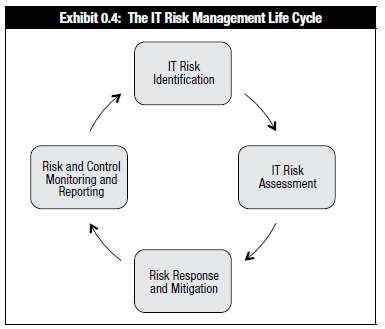 Exhibit 0.4: The IT Risk Management Life Cycle
IT Risk
Identification
IT Risk
Assessment
Risk Response
and Mitigation
Risk and Control
Monitoring and
Reporting